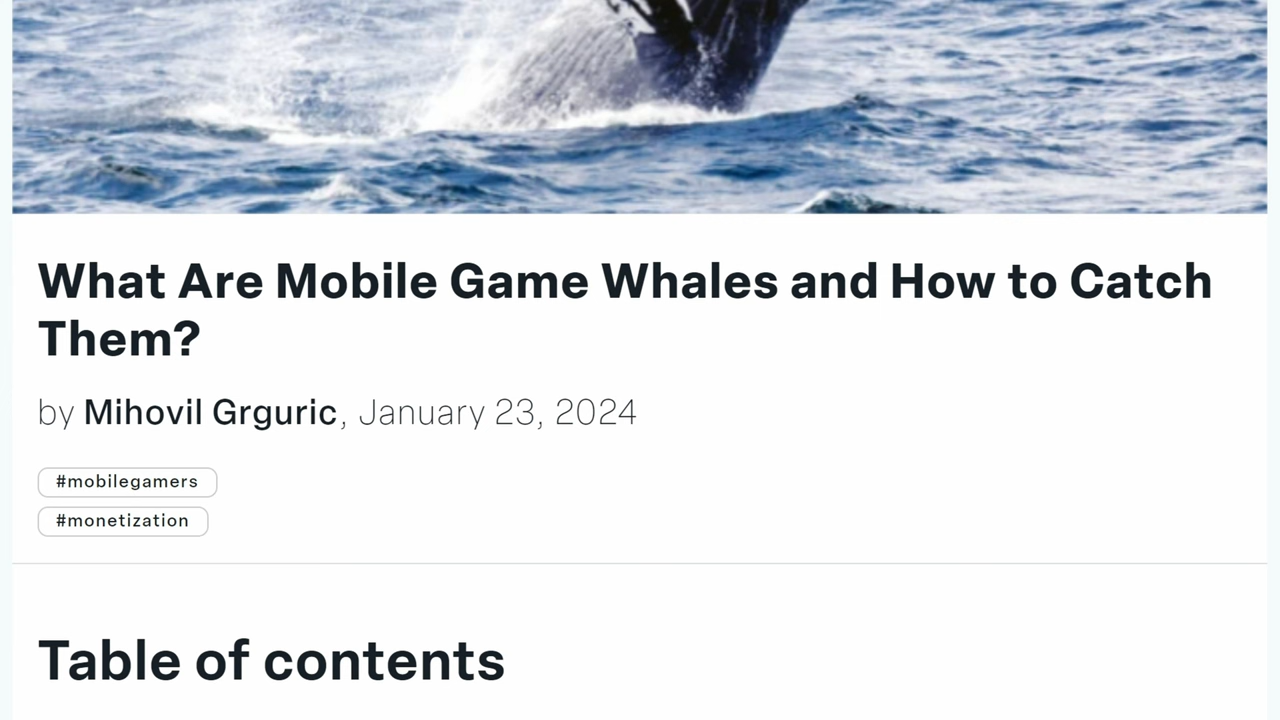 What Are Mobile Game Whales and How to Catch
Them?
by Mihovil Grguric, January 23, 2024
#mobilegamers
#monetization
Table of contents